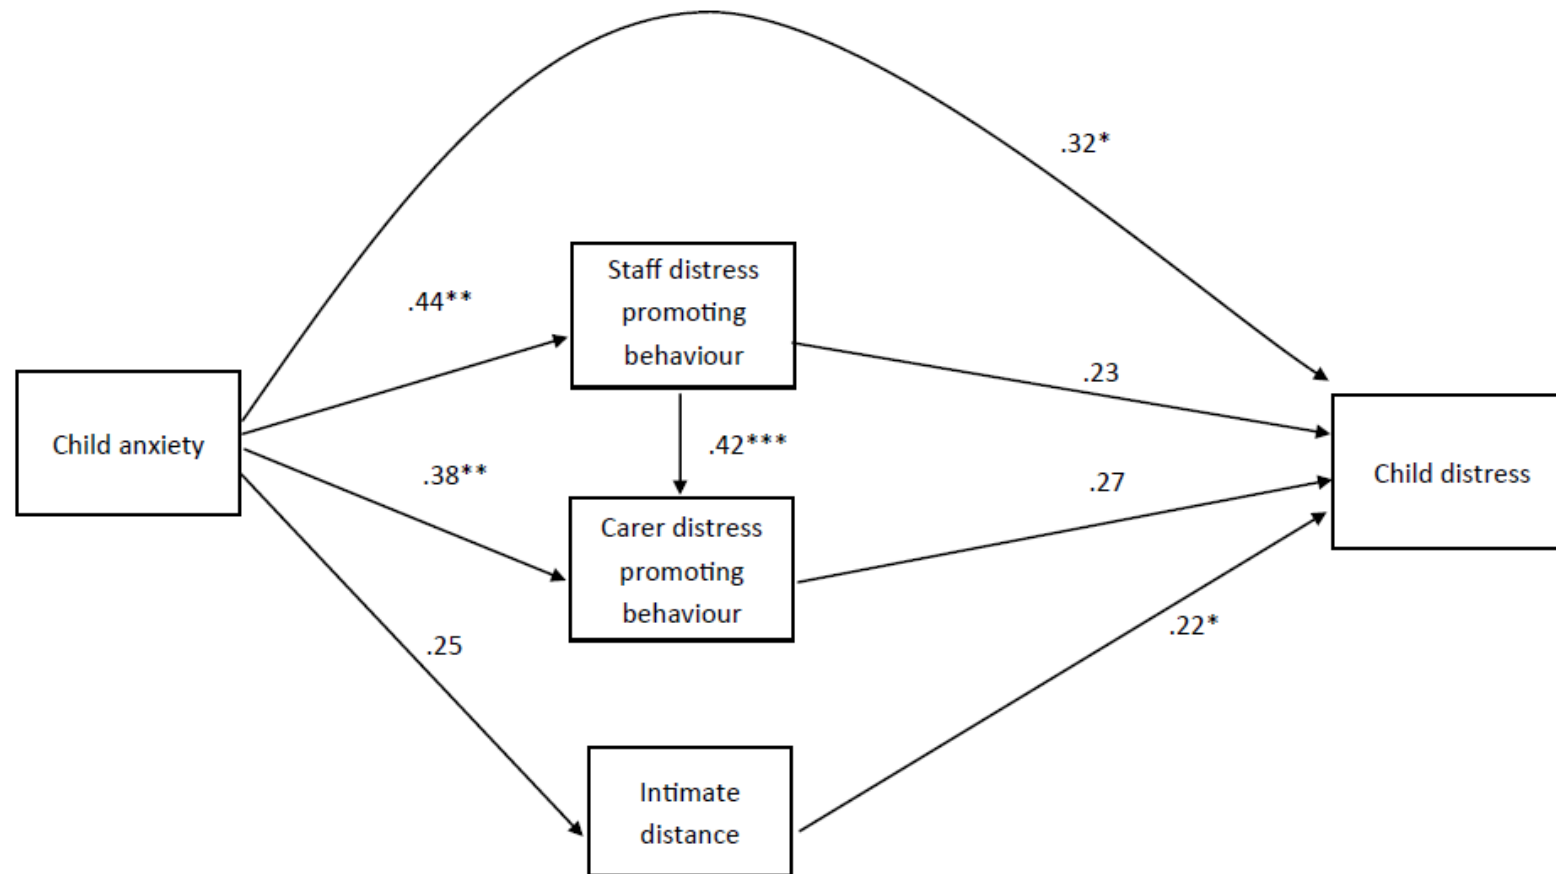 .32*
Staff distress
promoting
behaviour
.44**
.23
Child anxiety
.42***
Child distress
.38**
.27
Carer distress
promoting
behaviour
.25
.22*
Intimate
distance